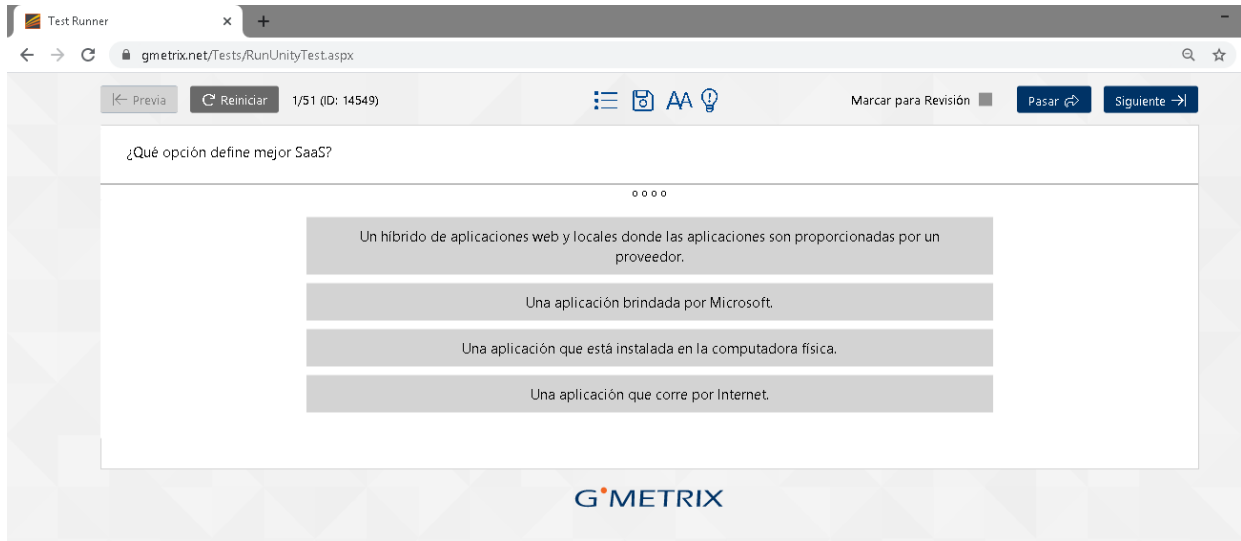 Test Runner
gmetrix.net/Tests/RunUnityTest.aspx
Previa Reiniciar 1/51 (ID: 14549) AA Marcar para Revisión Pasar Siguiente
¿Qué opción define mejor SaaS?
Un híbrido de aplicaciones web y locales donde las aplicaciones son proporcionadas por un
proveedor.
Una aplicación brindada por Microsoft.
Una aplicación que está instalada en la computadora física.
Una aplicación que corre por Internet.
G METRIX